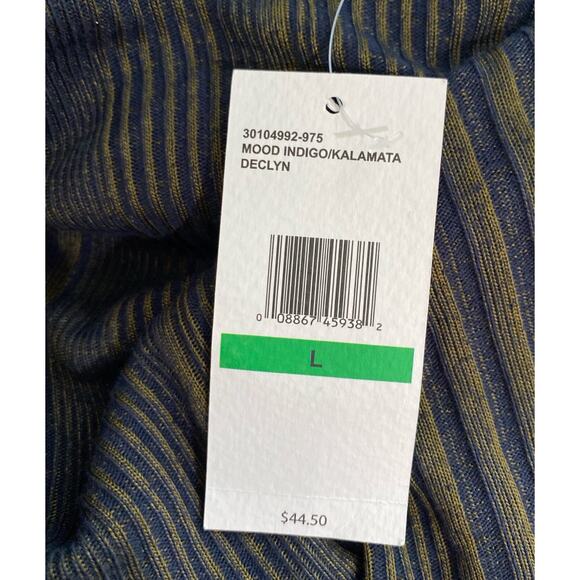 30104992-975
MOOD INDIGO/KALAMATA
DECLYN
0 08867 45938 2
L
$44.50